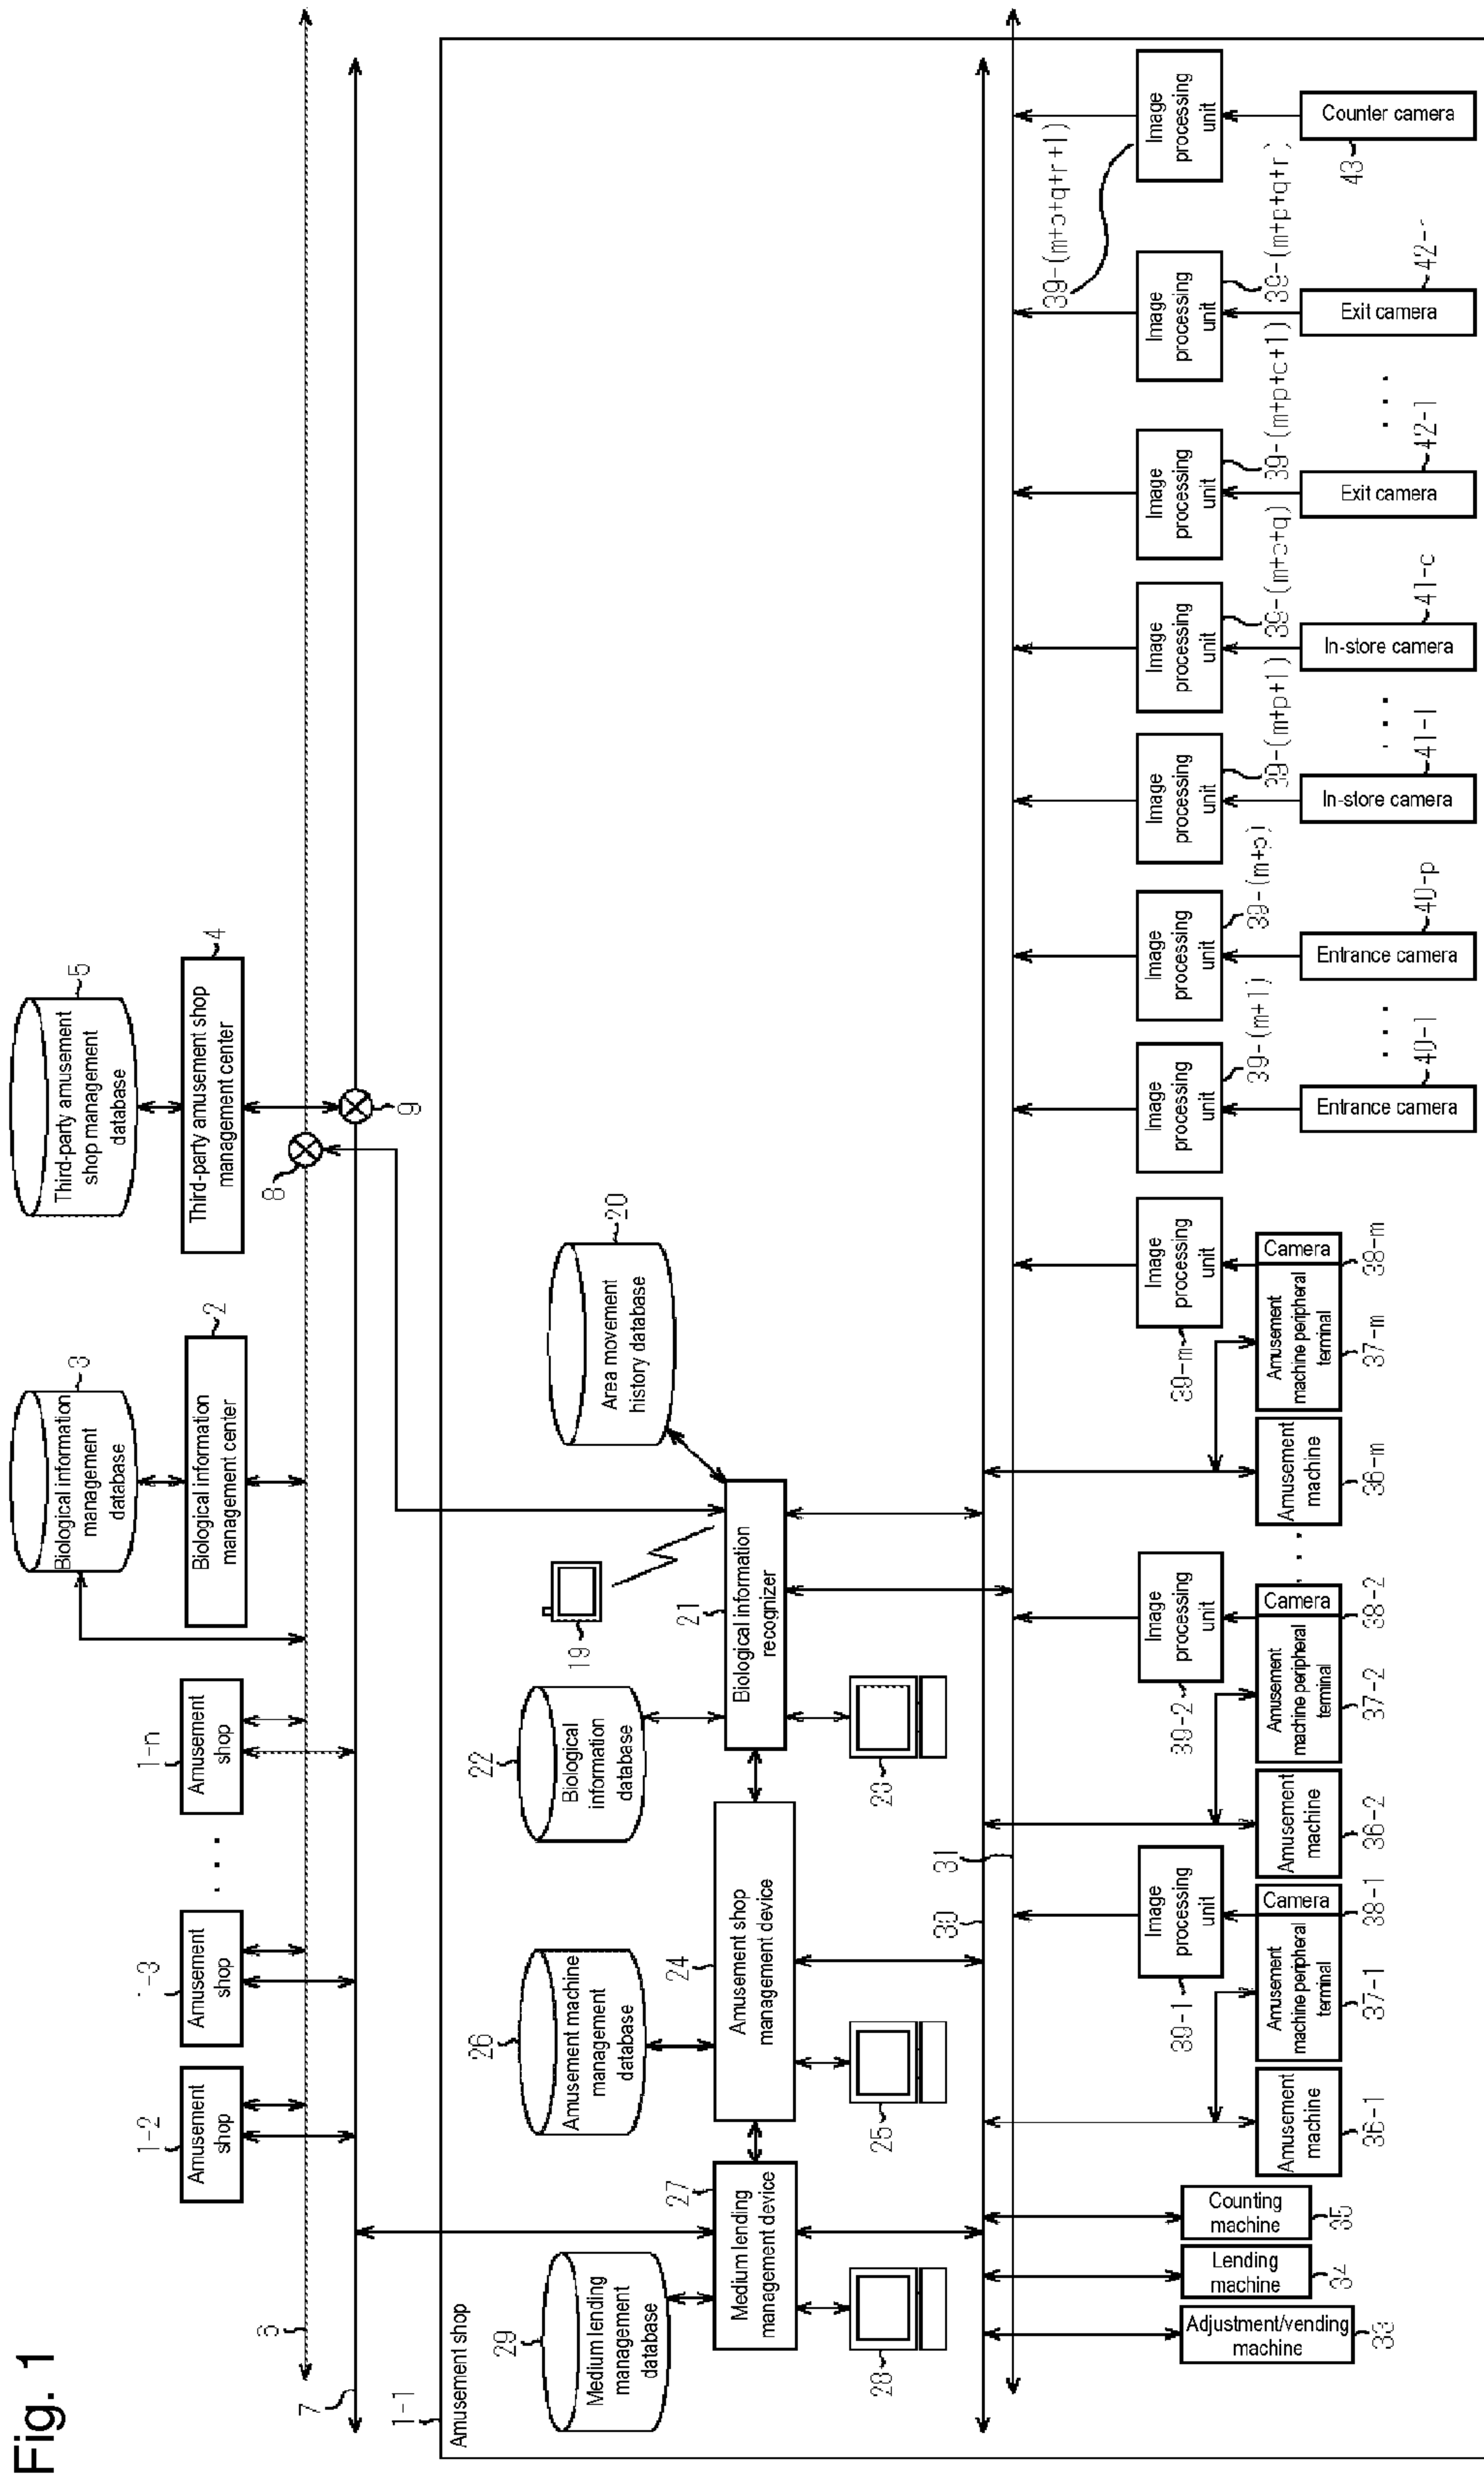 Fig. 1
Third-party amusement
shop management
database
5
Biological information
management
database
3
1-2
Amusement
shop
1-3
Amusement
shop
. . .
1-n
Amusement
shop
Biological information
management center
2
Third-party amusement shop
management center
4
6
7
8
9
1-1
Amusement shop
29
Medium lending
management
database
26
Amusement machine
management
database
22
Biological
information
database
19
Area movement
history database
20
27
Medium lending
management device
24
Amusement shop
management device
21
Biological information
recognizer
28
25
23
30
31
39-1
Image
processing
unit
39-2
Image
processing
unit
39-m
Image
processing
unit
Image
processing
unit
39-(m+1)
Image
processing
unit
39-(m+p)
Image
processing
unit
39-(m+p+1)
Image
processing
unit
39-(m+p+q)
Image
processing
unit
39-(m+p+q+1)
Image
processing
unit
39-(m+p+q+r)
Image
processing
unit
39-(m+p+q+r+1)
Adjustment/vending
machine
33
Lending
machine
34
Counting
machine
35
Amusement
machine
36-1
Amusement
machine peripheral
terminal
37-1
Camera
38-1
Amusement
machine
36-2
Amusement
machine peripheral
terminal
37-2
Camera
38-2
. . .
Amusement
machine
36-m
Amusement
machine peripheral
terminal
37-m
Camera
38-m
Entrance camera
40-1
. . . .
Entrance camera
40-p
In-store camera
41-1
. . . .
In-store camera
41-q
Exit camera
42-1
. . . .
Exit camera
42-r
Counter camera
43